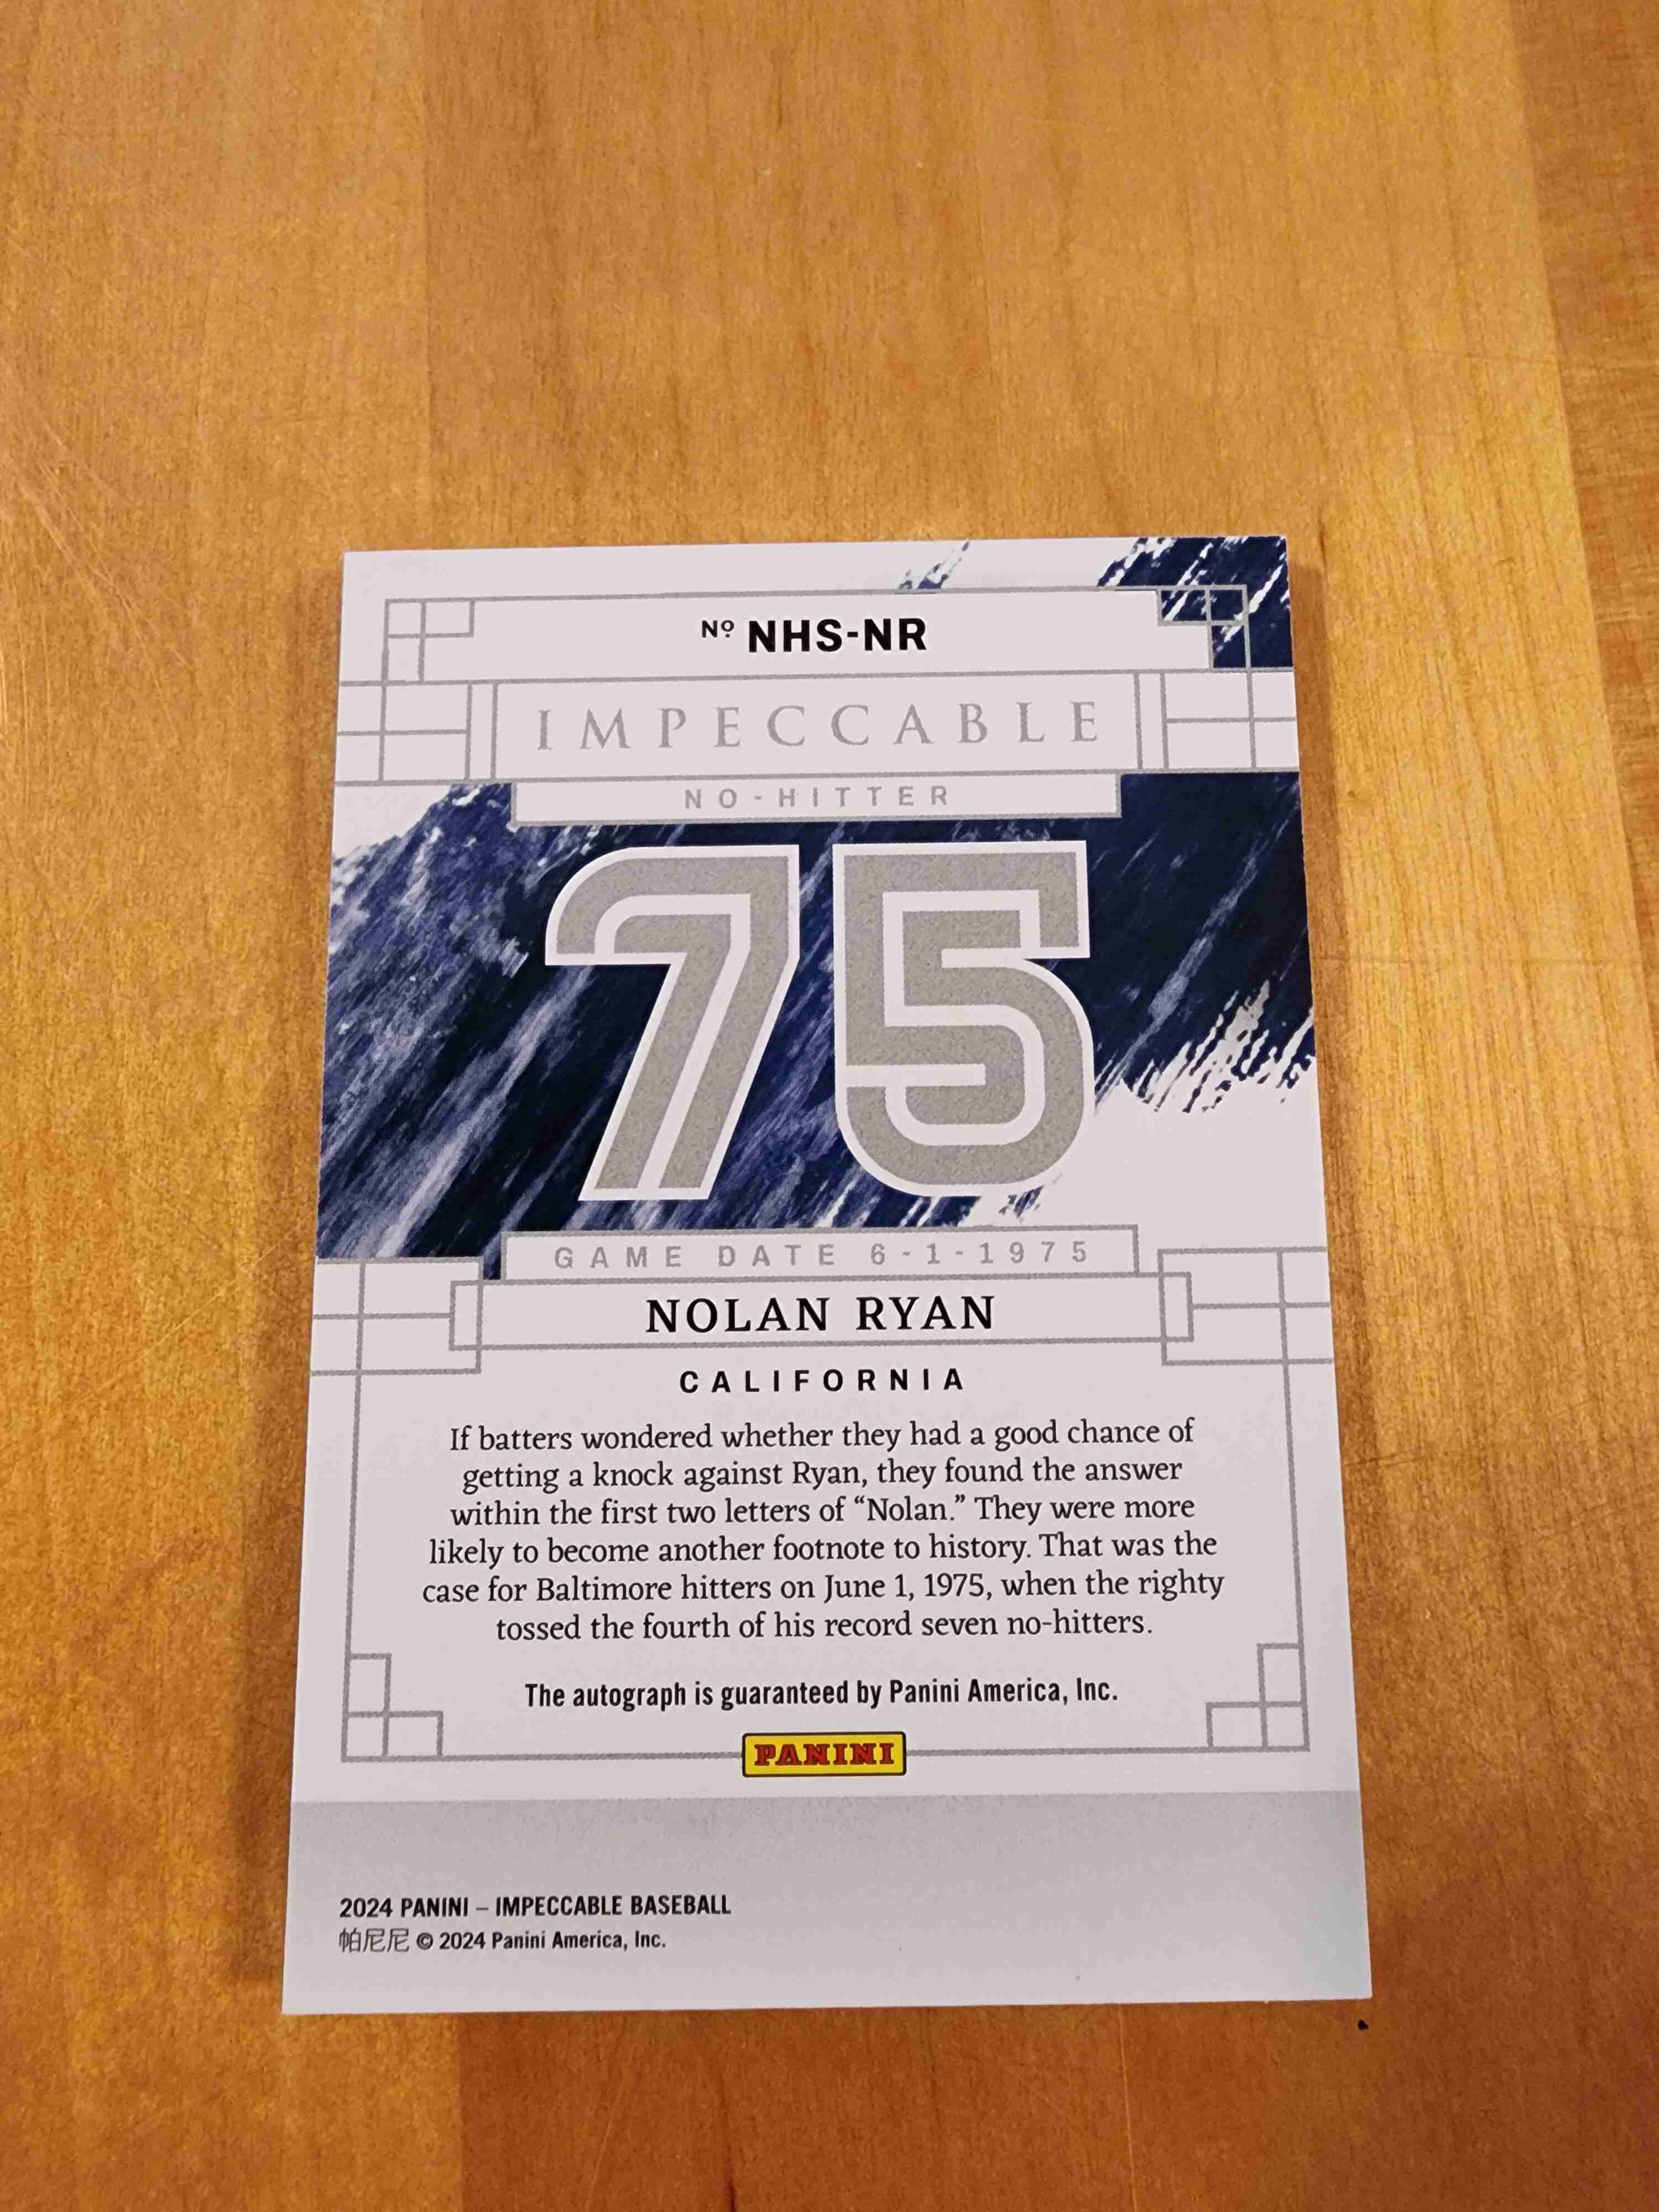 Nº NHS-NR
IMPECCABLE
NO-HITTER
75
GAME DATE 6-1-1975
NOLAN RYAN
CALIFORNIA
If batters wondered whether they had a good chance of
getting a knock against Ryan, they found the answer
within the first two letters of “Nolan.” They were more
likely to become another footnote to history. That was the
case for Baltimore hitters on June 1, 1975, when the righty
tossed the fourth of his record seven no-hitters.
The autograph is guaranteed by Panini America, Inc.
PANINI
2024 PANINI – IMPECCABLE BASEBALL
帕尼尼 © 2024 Panini America, Inc.